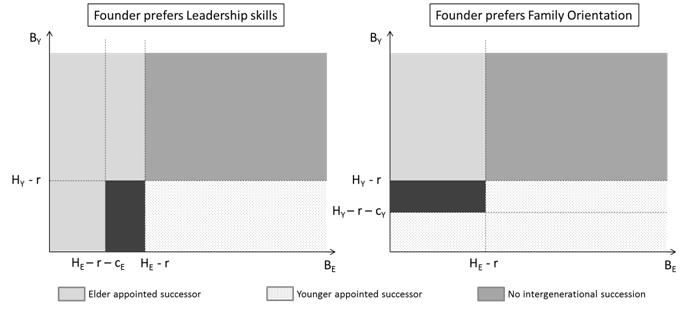 Founder prefers Leadership skills
B_Y
H_Y - r
H_E – r – c_E
H_E - r
B_E
Founder prefers Family Orientation
B_Y
H_Y - r
H_Y – r – c_Y
H_E - r
B_E
Elder appointed successor
Younger appointed successor
No intergenerational succession